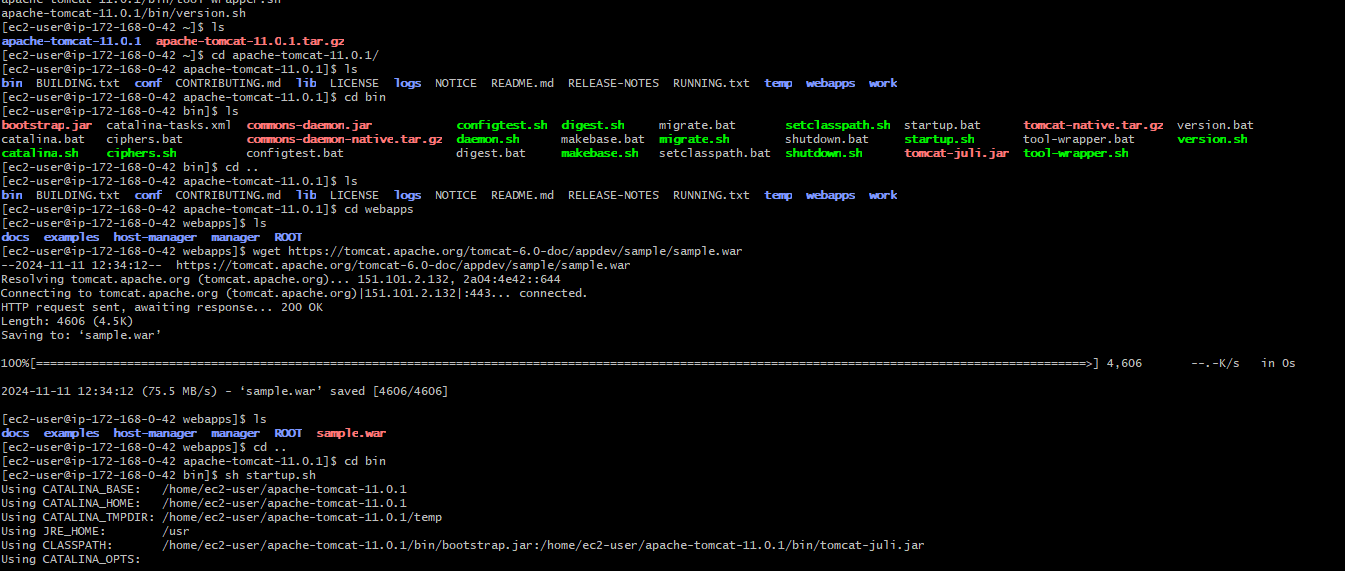 apache-tomcat-11.0.1/bin/tool-wrapper.sh
apache-tomcat-11.0.1/bin/version.sh
[ec2-user@ip-172-168-0-42 ~]$ ls
apache-tomcat-11.0.1  apache-tomcat-11.0.1.tar.gz
[ec2-user@ip-172-168-0-42 ~]$ cd apache-tomcat-11.0.1/
[ec2-user@ip-172-168-0-42 apache-tomcat-11.0.1]$ ls
bin  BUILDING.txt  conf  CONTRIBUTING.md  lib  LICENSE  logs  NOTICE  README.md  RELEASE-NOTES  RUNNING.txt  temp  webapps  work
[ec2-user@ip-172-168-0-42 apache-tomcat-11.0.1]$ cd bin
[ec2-user@ip-172-168-0-42 bin]$ ls
bootstrap.jar  catalina-tasks.xml  commons-daemon.jar            configtest.sh  digest.sh     migrate.bat       setclasspath.sh  startup.bat      tomcat-native.tar.gz  version.bat
catalina.bat   ciphers.bat         commons-daemon-native.tar.gz  daemon.sh      makebase.bat  migrate.sh        shutdown.bat     startup.sh       tool-wrapper.bat      version.sh
catalina.sh    ciphers.sh          configtest.bat                digest.bat     makebase.sh   setclasspath.bat  shutdown.sh      tomcat-juli.jar  tool-wrapper.sh
[ec2-user@ip-172-168-0-42 bin]$ cd ..
[ec2-user@ip-172-168-0-42 apache-tomcat-11.0.1]$ ls
bin  BUILDING.txt  conf  CONTRIBUTING.md  lib  LICENSE  logs  NOTICE  README.md  RELEASE-NOTES  RUNNING.txt  temp  webapps  work
[ec2-user@ip-172-168-0-42 apache-tomcat-11.0.1]$ cd webapps
[ec2-user@ip-172-168-0-42 webapps]$ ls
docs  examples  host-manager  manager  ROOT
[ec2-user@ip-172-168-0-42 webapps]$ wget https://tomcat.apache.org/tomcat-6.0-doc/appdev/sample/sample.war
--2024-11-11 12:34:12--  https://tomcat.apache.org/tomcat-6.0-doc/appdev/sample/sample.war
Resolving tomcat.apache.org (tomcat.apache.org)... 151.101.2.132, 2a04:4e42::644
Connecting to tomcat.apache.org (tomcat.apache.org)|151.101.2.132|:443... connected.
HTTP request sent, awaiting response... 200 OK
Length: 4606 (4.5K)
Saving to: ‘sample.war’
100%[======================================================================================================================================================>] 4,606       --.-K/s   in 0s
2024-11-11 12:34:12 (75.5 MB/s) - ‘sample.war’ saved [4606/4606]
[ec2-user@ip-172-168-0-42 webapps]$ ls
docs  examples  host-manager  manager  ROOT  sample.war
[ec2-user@ip-172-168-0-42 webapps]$ cd ..
[ec2-user@ip-172-168-0-42 apache-tomcat-11.0.1]$ cd bin
[ec2-user@ip-172-168-0-42 bin]$ sh startup.sh
Using CATALINA_BASE:   /home/ec2-user/apache-tomcat-11.0.1
Using CATALINA_HOME:   /home/ec2-user/apache-tomcat-11.0.1
Using CATALINA_TMPDIR: /home/ec2-user/apache-tomcat-11.0.1/temp
Using JRE_HOME:        /usr
Using CLASSPATH:       /home/ec2-user/apache-tomcat-11.0.1/bin/bootstrap.jar:/home/ec2-user/apache-tomcat-11.0.1/bin/tomcat-juli.jar
Using CATALINA_OPTS: